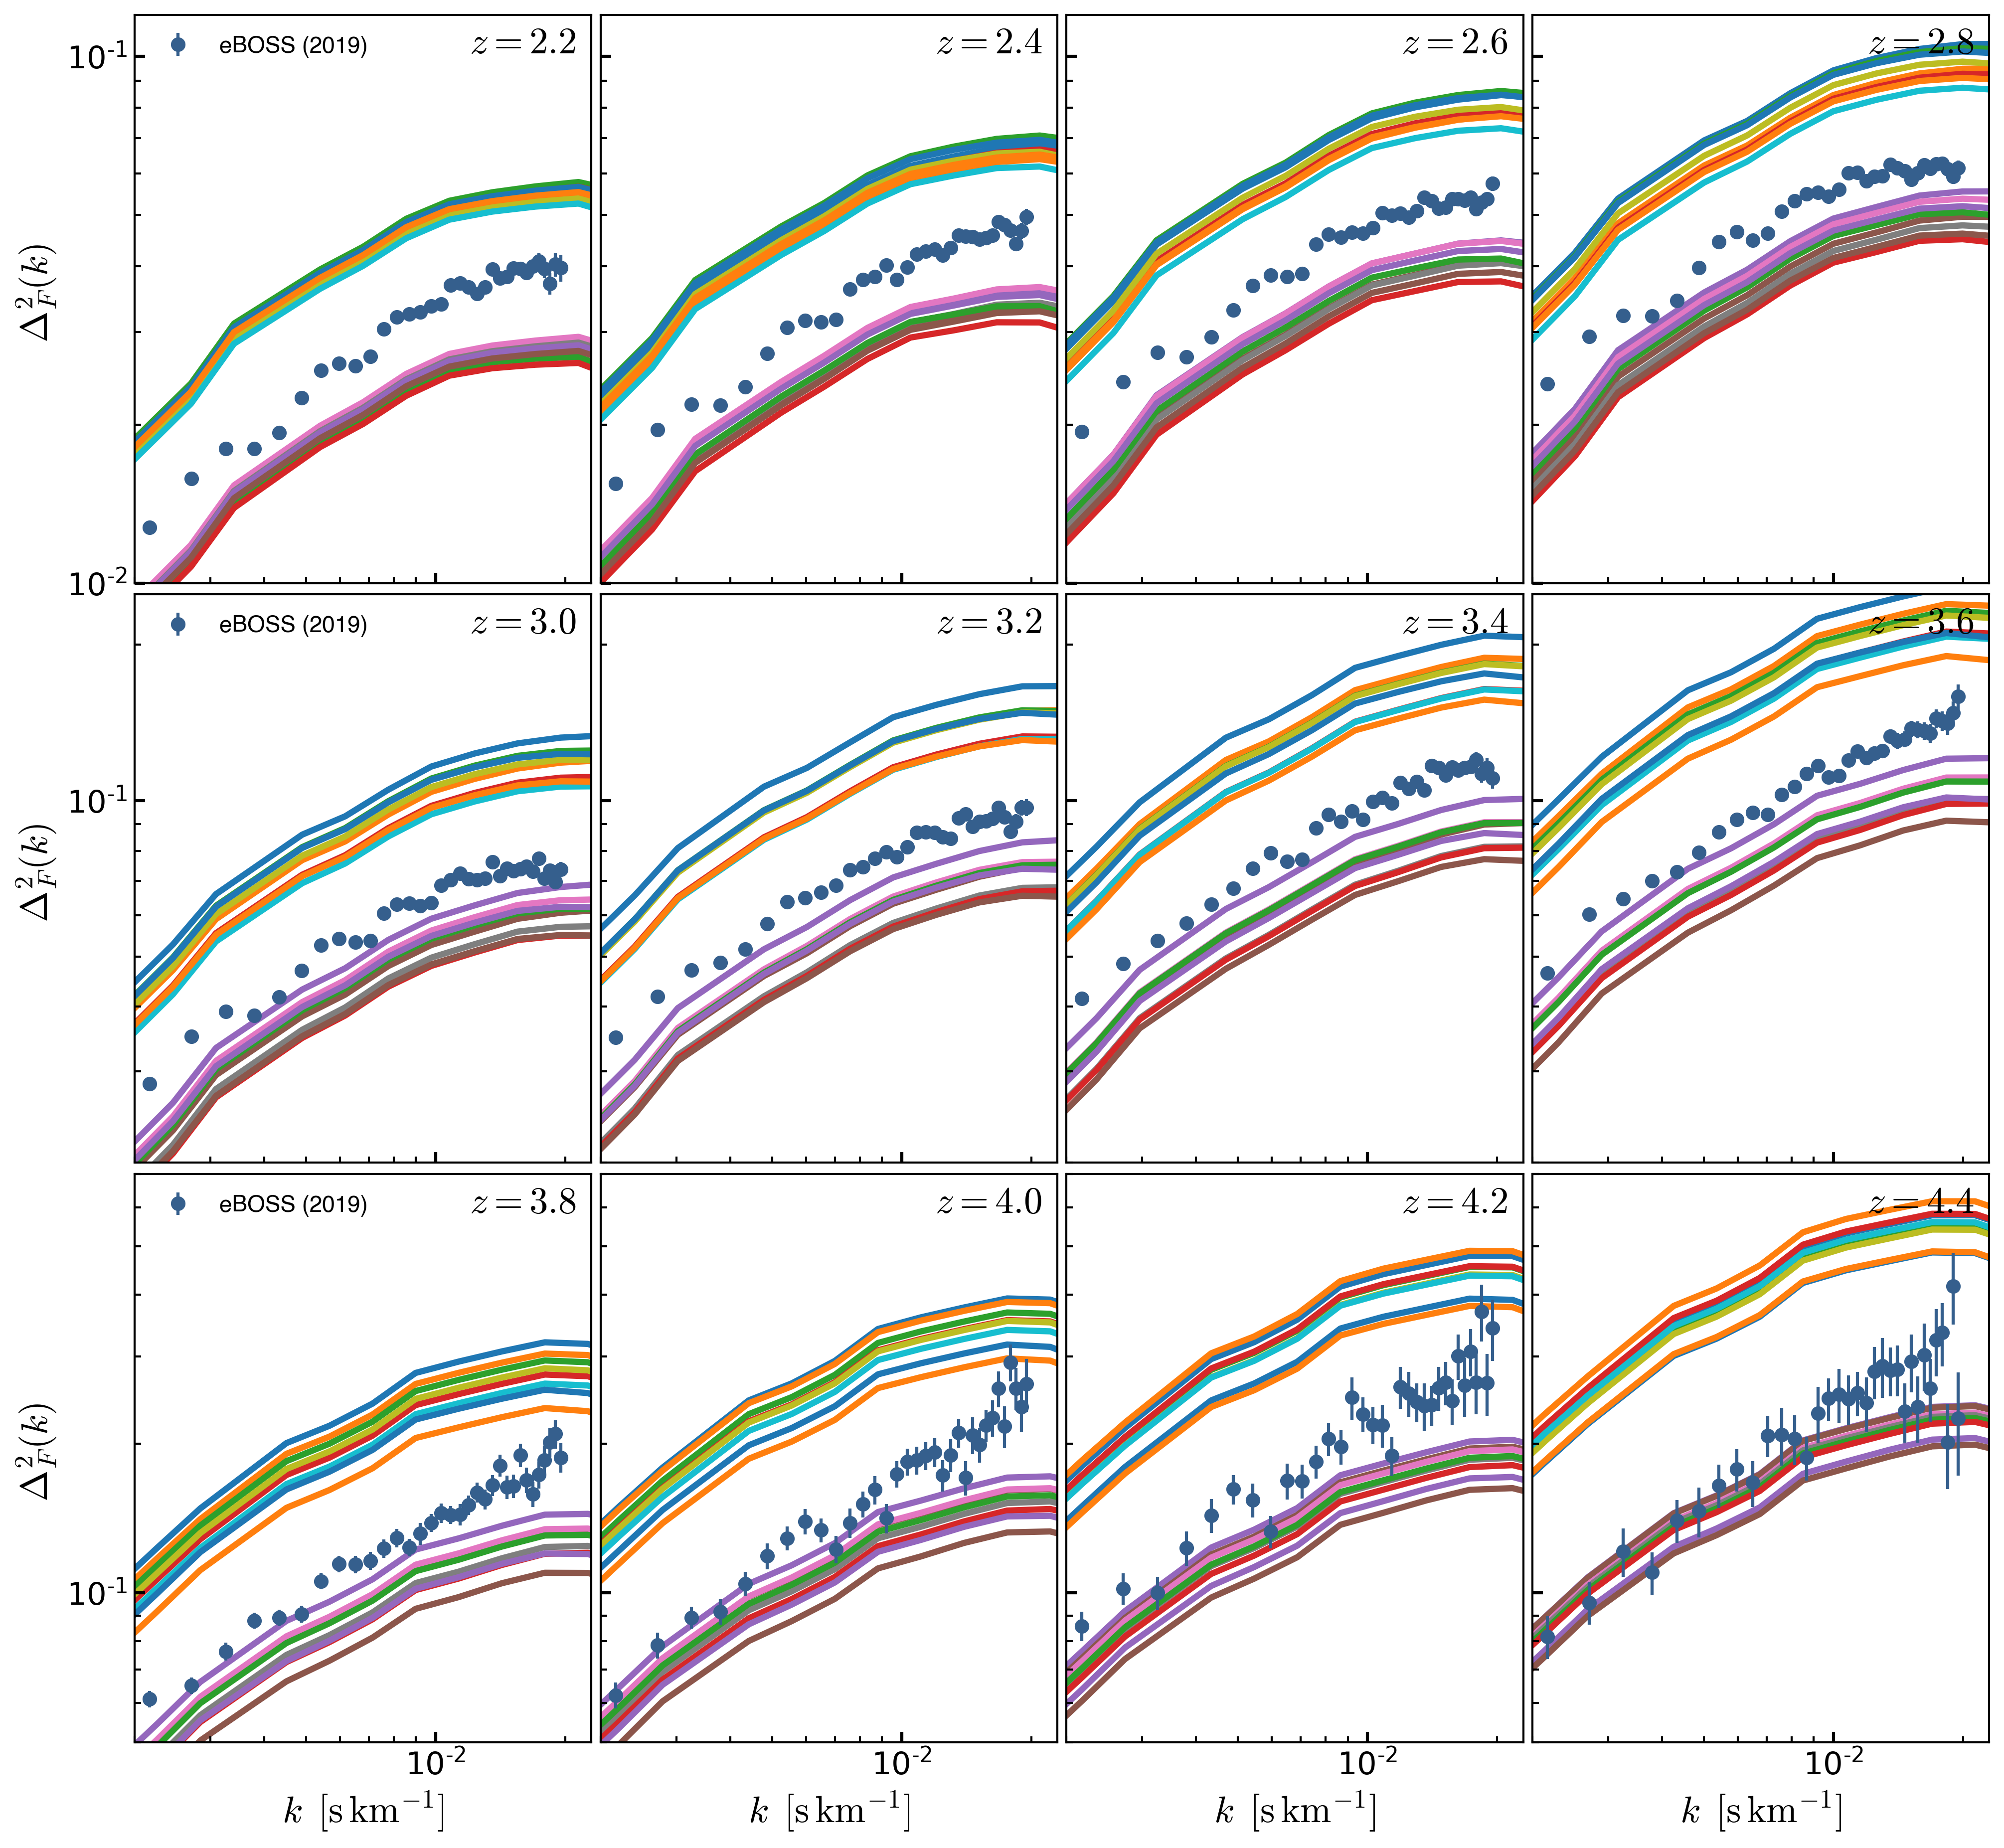 eBOSS (2019) z = 2.2 z = 2.4 z = 2.6 z = 2.8
10⁻¹
Δ²_F(k)
10⁻²
eBOSS (2019) z = 3.0 z = 3.2 z = 3.4 z = 3.6
10⁻¹
Δ²_F(k)
eBOSS (2019) z = 3.8 z = 4.0 z = 4.2 z = 4.4
Δ²_F(k)
10⁻¹
10⁻² 10⁻² 10⁻² 10⁻²
k [s km⁻¹] k [s km⁻¹] k [s km⁻¹] k [s km⁻¹]